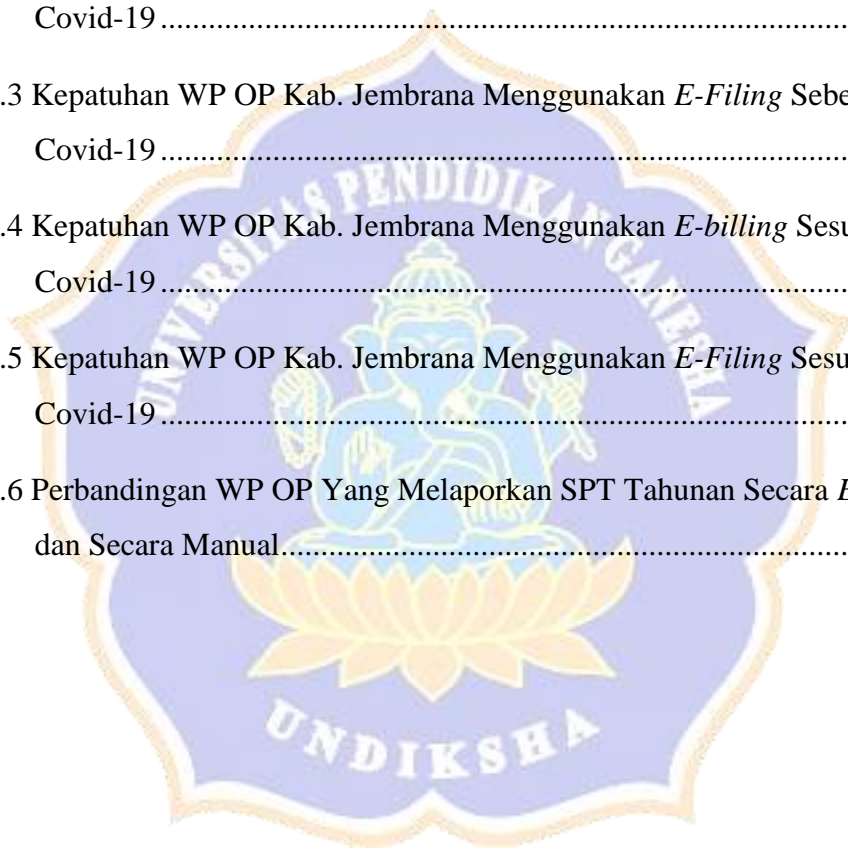 Covid-19 ....................................................................................
.3 Kepatuhan WP OP Kab. Jembrana Menggunakan E-Filing Sebe
Covid-19 ....................................................................................
.4 Kepatuhan WP OP Kab. Jembrana Menggunakan E-billing Sesu
Covid-19 ....................................................................................
.5 Kepatuhan WP OP Kab. Jembrana Menggunakan E-Filing Sesu
Covid-19 ....................................................................................
.6 Perbandingan WP OP Yang Melaporkan SPT Tahunan Secara E
dan Secara Manual.....................................................................
UNIVERSITAS PENDIDIKAN GANESHA
UNDIKSHA